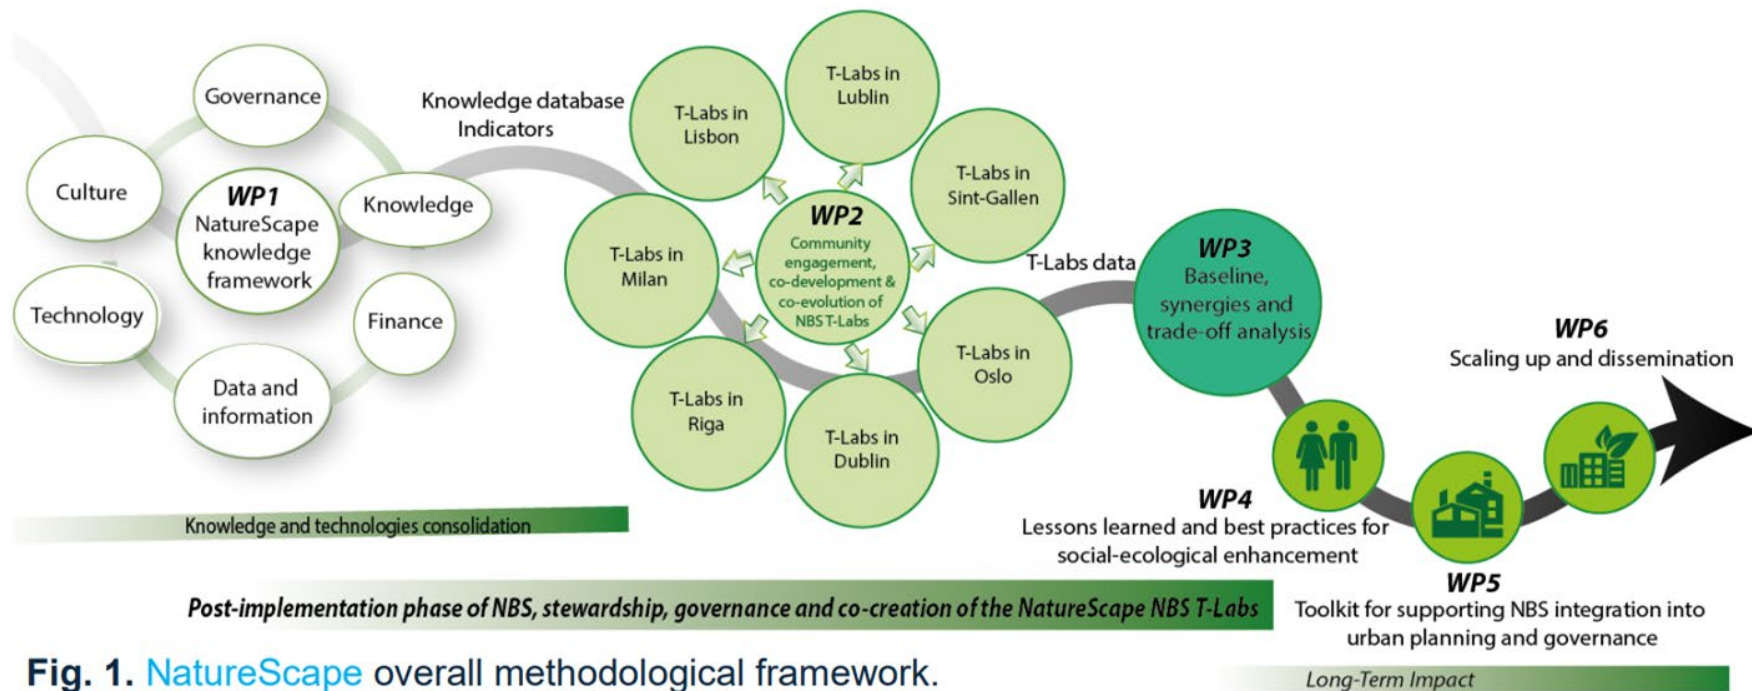 Governance
Culture
WP1
NatureScape
knowledge
framework
Knowledge
Technology
Finance
Data and
information
Knowledge database
Indicators
T-Labs in
Lisbon
T-Labs in
Lublin
T-Labs in
Sint-Gallen
T-Labs in
Milan
WP2
Community
engagement,
co-development &
co-evolution of
NBS T-Labs
T-Labs in
Riga
T-Labs in
Dublin
T-Labs in
Oslo
T-Labs data
WP3
Baseline,
synergies and
trade-off analysis
WP6
Scaling up and dissemination
WP4
Lessons learned and best practices for
social-ecological enhancement
WP5
Toolkit for supporting NBS integration into
urban planning and governance
Knowledge and technologies consolidation
Post-implementation phase of NBS, stewardship, governance and co-creation of the NatureScape NBS T-Labs
Long-Term Impact
Fig. 1. NatureScape overall methodological framework.